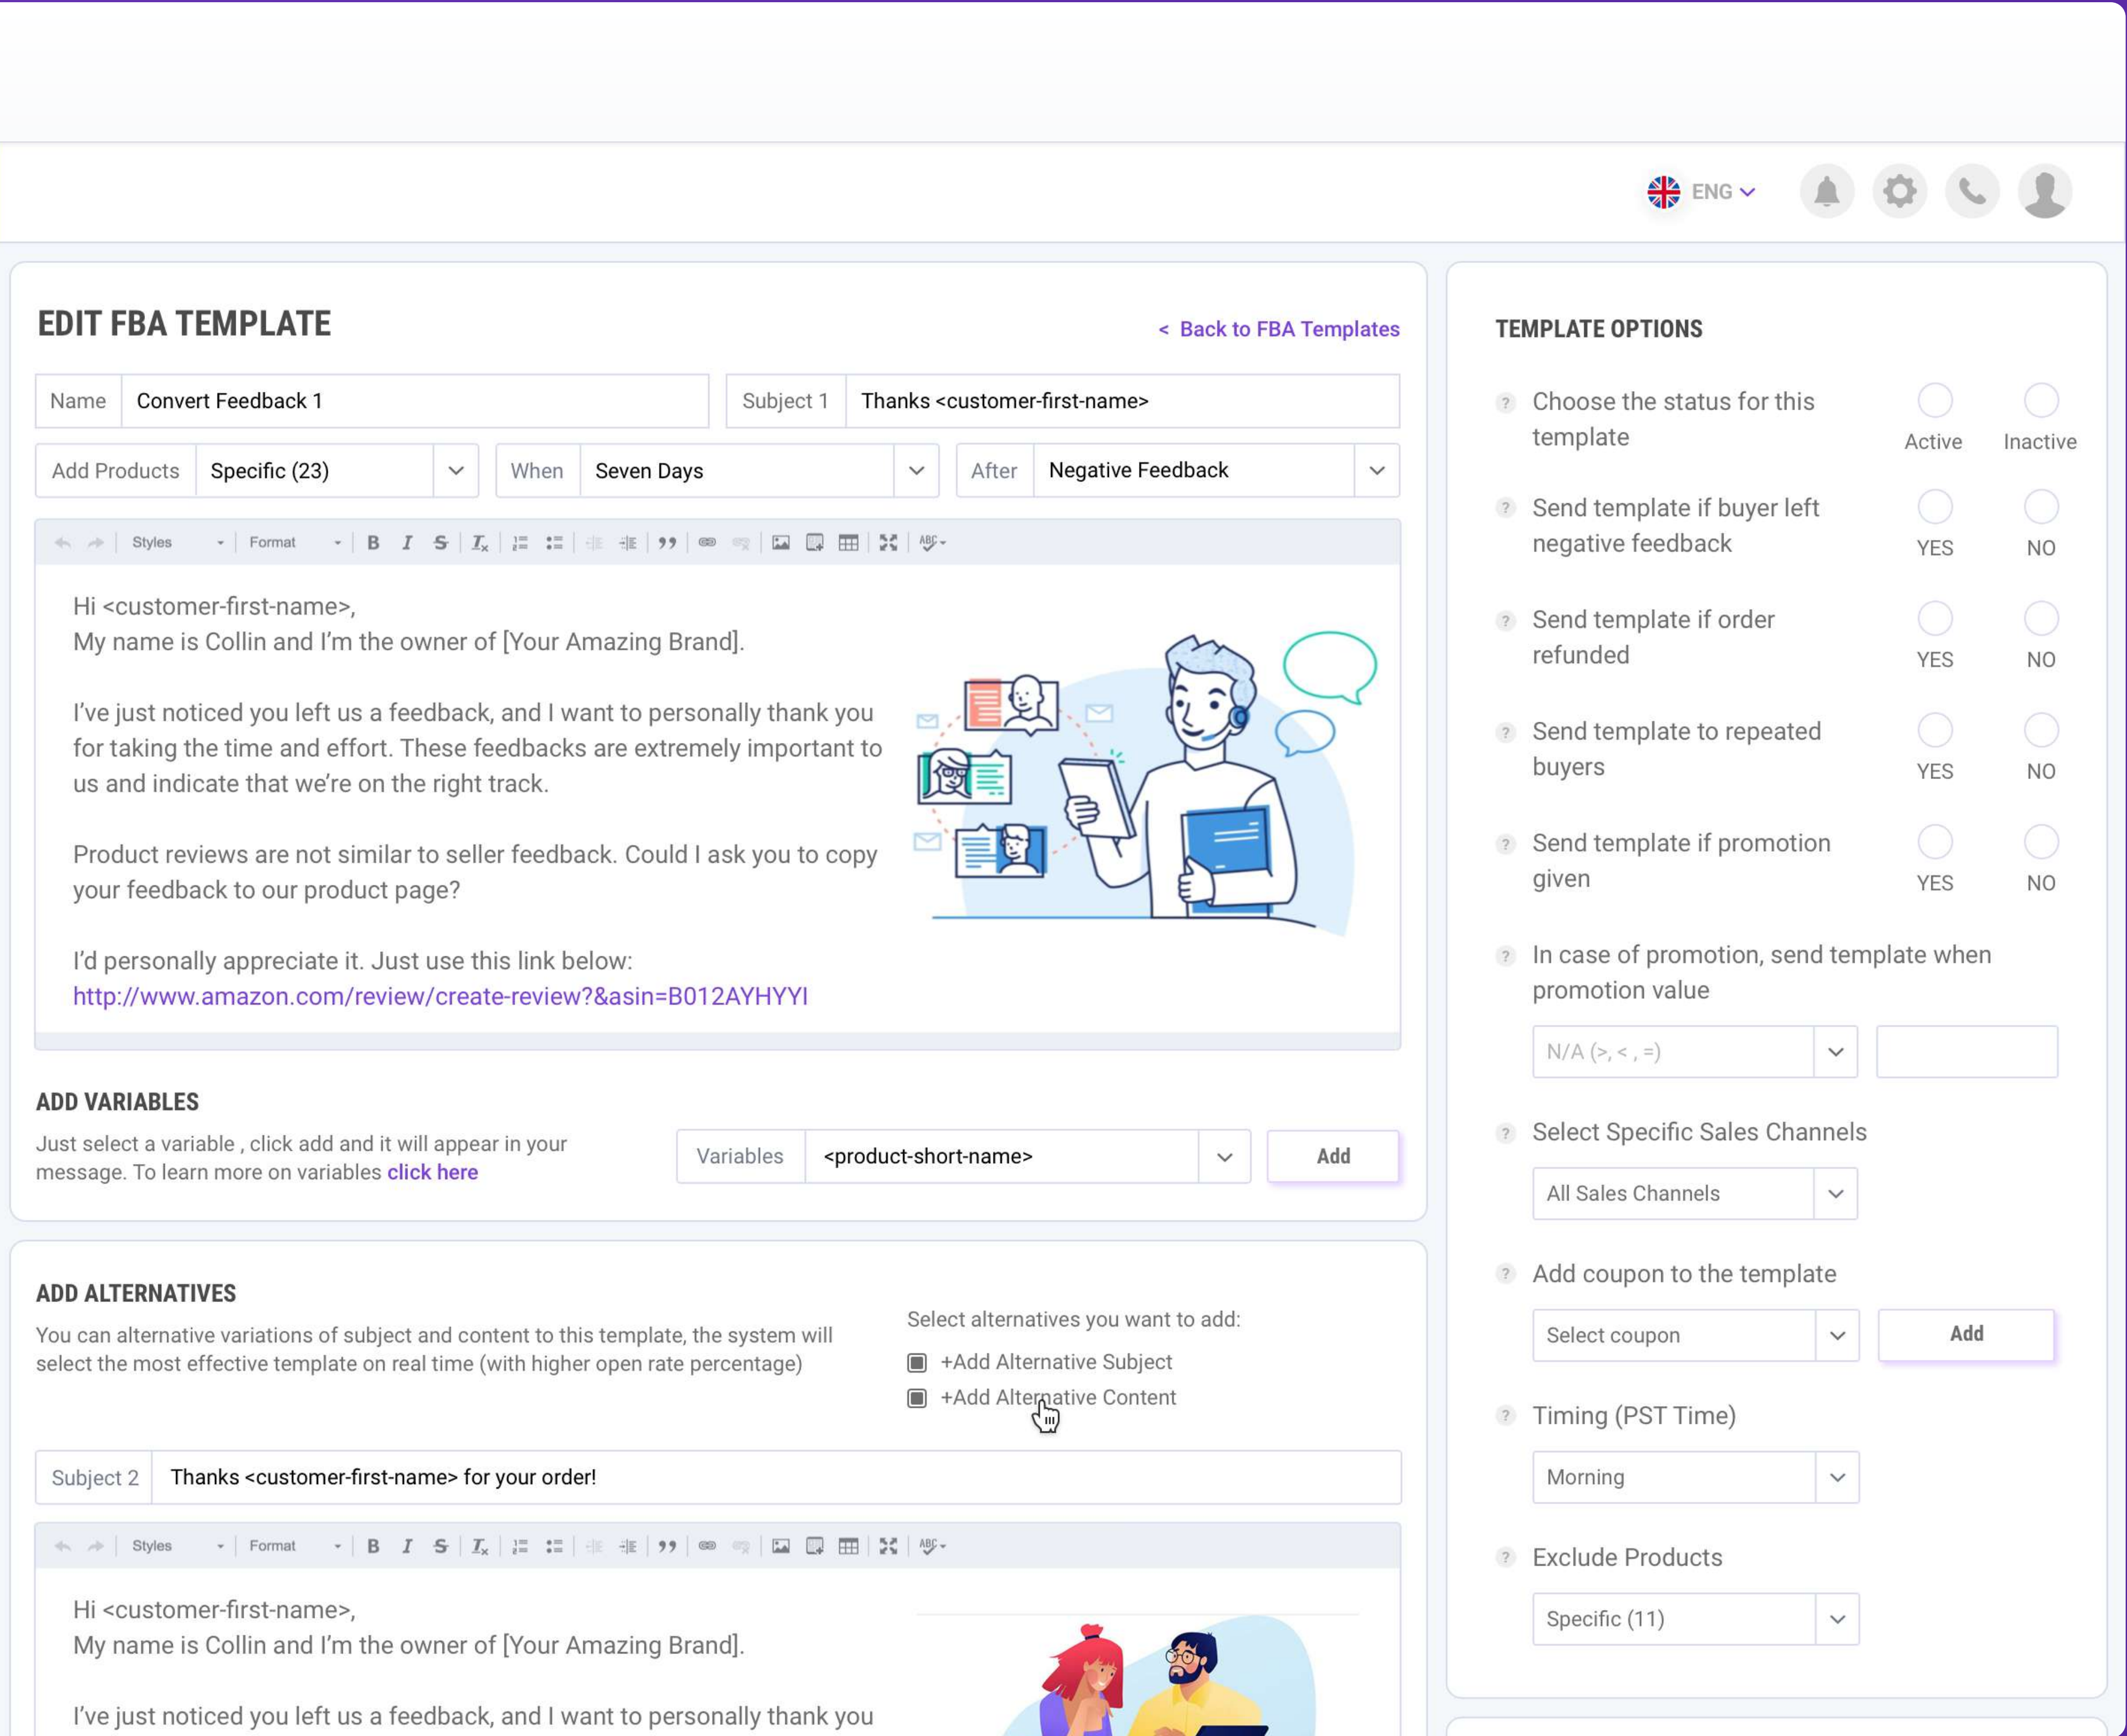 ENG
EDIT FBA TEMPLATE
< Back to FBA Templates
Name
Convert Feedback 1
Subject 1
Thanks <customer-first-name>
Add Products
Specific (23)
When
Seven Days
After
Negative Feedback
Styles
Format
B I S Tx
ABC
Hi <customer-first-name>,
My name is Collin and I’m the owner of [Your Amazing Brand].
I’ve just noticed you left us a feedback, and I want to personally thank you
for taking the time and effort. These feedbacks are extremely important to
us and indicate that we’re on the right track.
Product reviews are not similar to seller feedback. Could I ask you to copy
your feedback to our product page?
I’d personally appreciate it. Just use this link below:
http://www.amazon.com/review/create-review?&asin=B012AYHYYI
ADD VARIABLES
Just select a variable , click add and it will appear in your
message. To learn more on variables click here
Variables
<product-short-name>
Add
ADD ALTERNATIVES
You can alternative variations of subject and content to this template, the system will
select the most effective template on real time (with higher open rate percentage)
Select alternatives you want to add:
+Add Alternative Subject
+Add Alternative Content
Subject 2
Thanks <customer-first-name> for your order!
Styles
Format
B I S Tx
ABC
Hi <customer-first-name>,
My name is Collin and I’m the owner of [Your Amazing Brand].
I’ve just noticed you left us a feedback, and I want to personally thank you
TEMPLATE OPTIONS
? Choose the status for this
template
Active
Inactive
? Send template if buyer left
negative feedback
YES
NO
? Send template if order
refunded
YES
NO
? Send template to repeated
buyers
YES
NO
? Send template if promotion
given
YES
NO
? In case of promotion, send template when
promotion value
N/A (>, < , =)
? Select Specific Sales Channels
All Sales Channels
? Add coupon to the template
Select coupon
Add
? Timing (PST Time)
Morning
? Exclude Products
Specific (11)